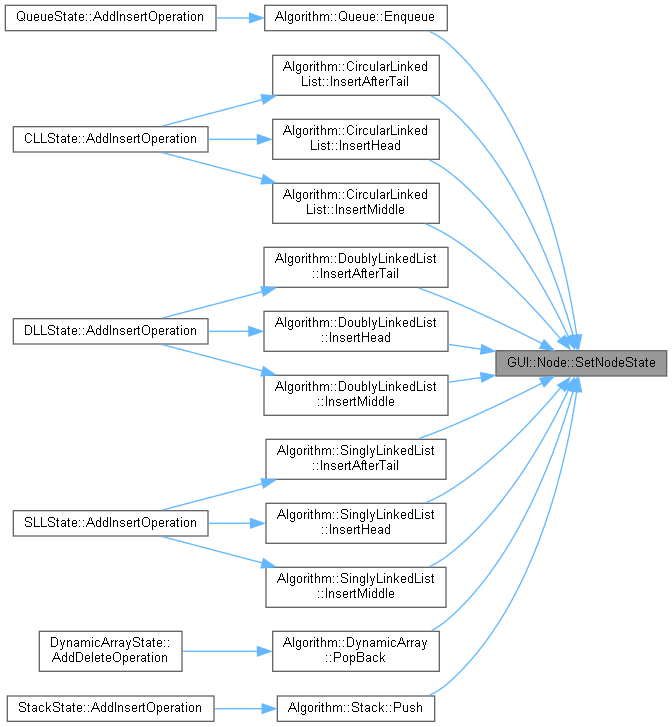 QueueState::AddInsertOperation
Algorithm::Queue::Enqueue
Algorithm::CircularLinked
List::InsertAfterTail
CLLState::AddInsertOperation
Algorithm::CircularLinked
List::InsertHead
Algorithm::CircularLinked
List::InsertMiddle
Algorithm::DoublyLinkedList
::InsertAfterTail
DLLState::AddInsertOperation
Algorithm::DoublyLinkedList
::InsertHead
GUI::Node::SetNodeState
Algorithm::DoublyLinkedList
::InsertMiddle
Algorithm::SinglyLinkedList
::InsertAfterTail
SLLState::AddInsertOperation
Algorithm::SinglyLinkedList
::InsertHead
Algorithm::SinglyLinkedList
::InsertMiddle
DynamicArrayState::
AddDeleteOperation
Algorithm::DynamicArray
::PopBack
StackState::AddInsertOperation
Algorithm::Stack::Push